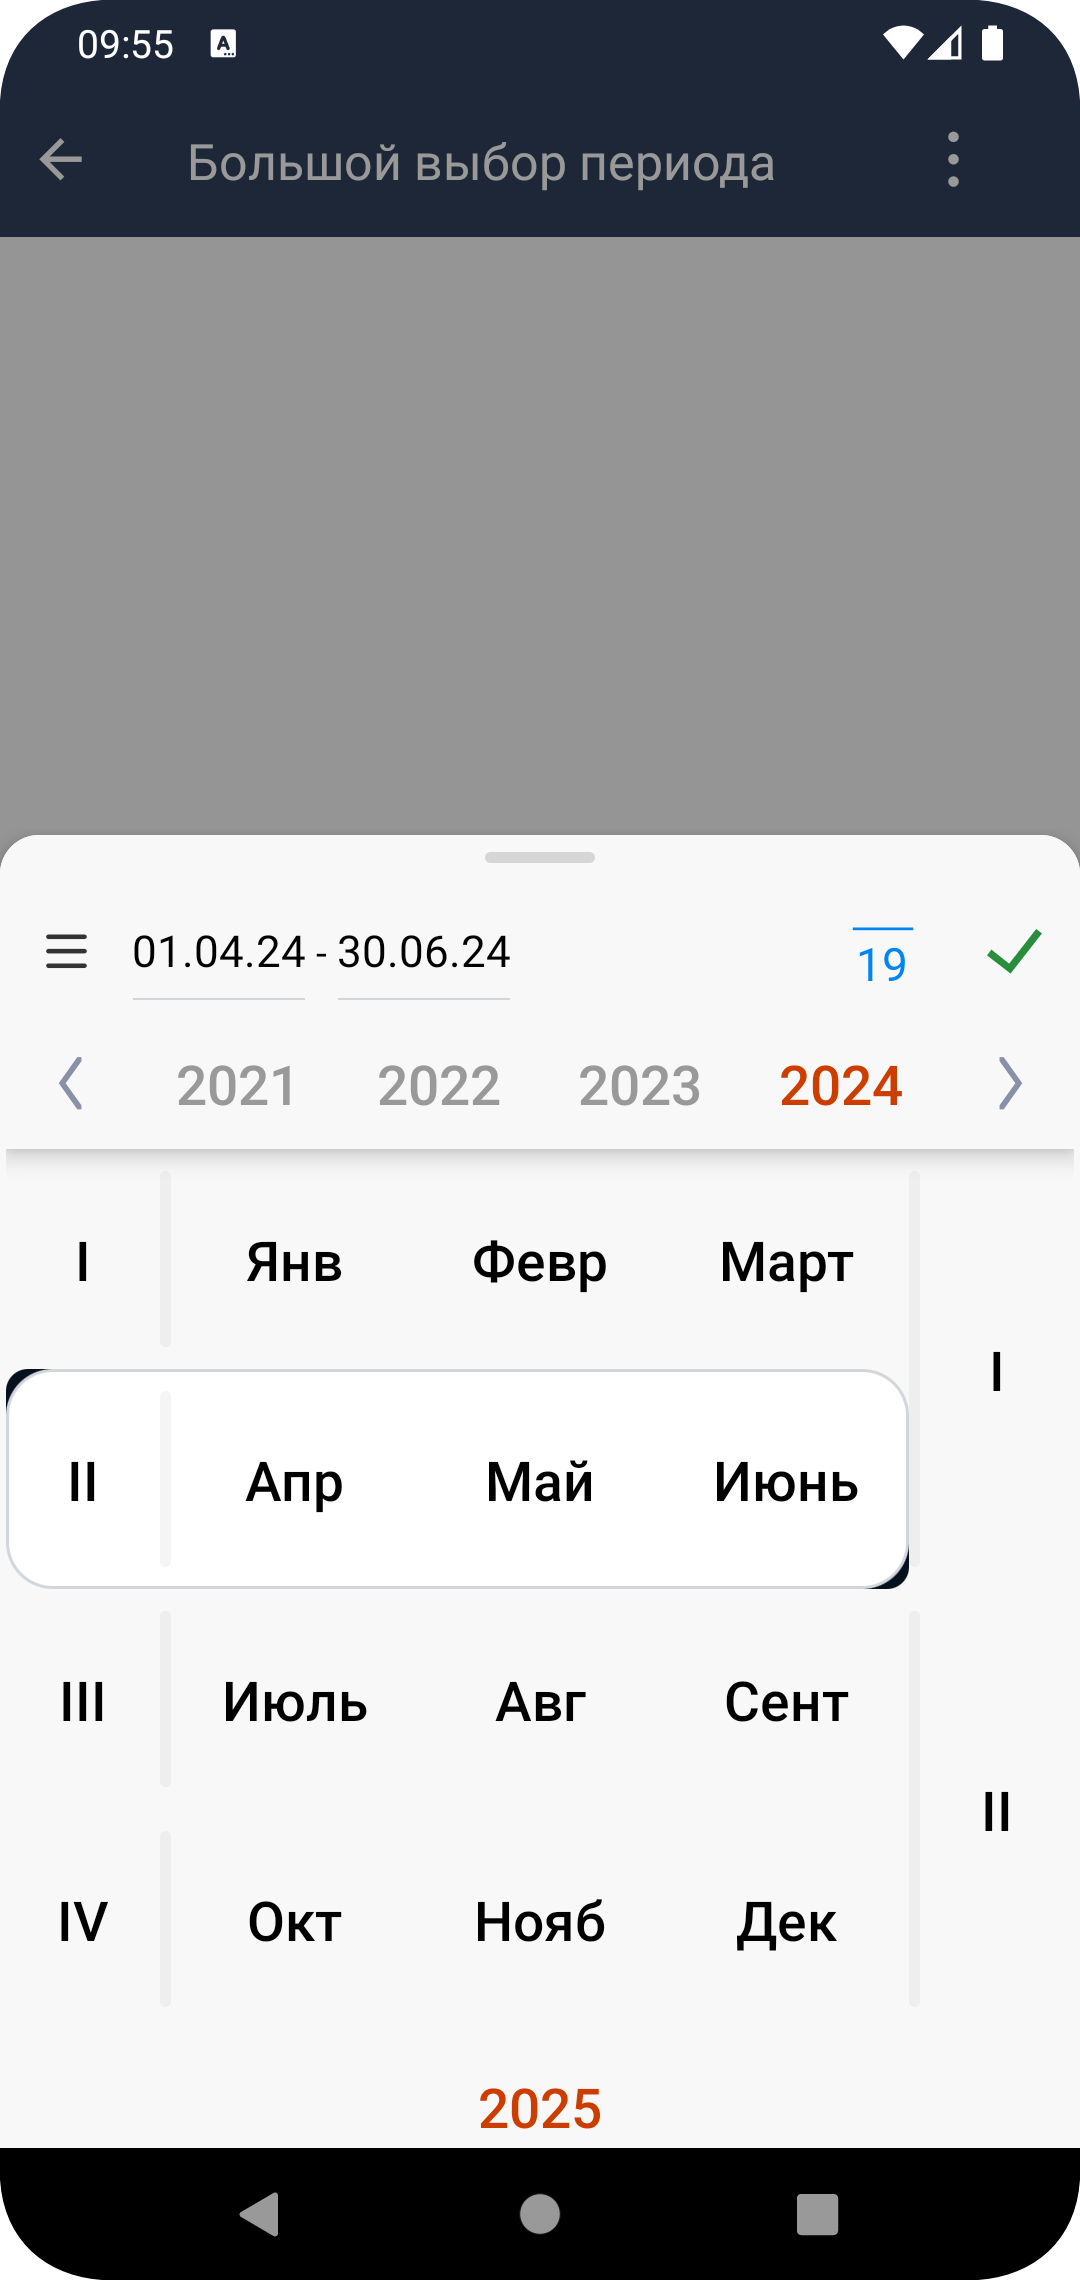 09:55
Большой выбор периода
01.04.24 - 30.06.24
19
2021 2022 2023 2024
I Янв Февр Март
I
II Апр Май Июнь
III Июль Авг Сент
II
IV Окт Нояб Дек
2025